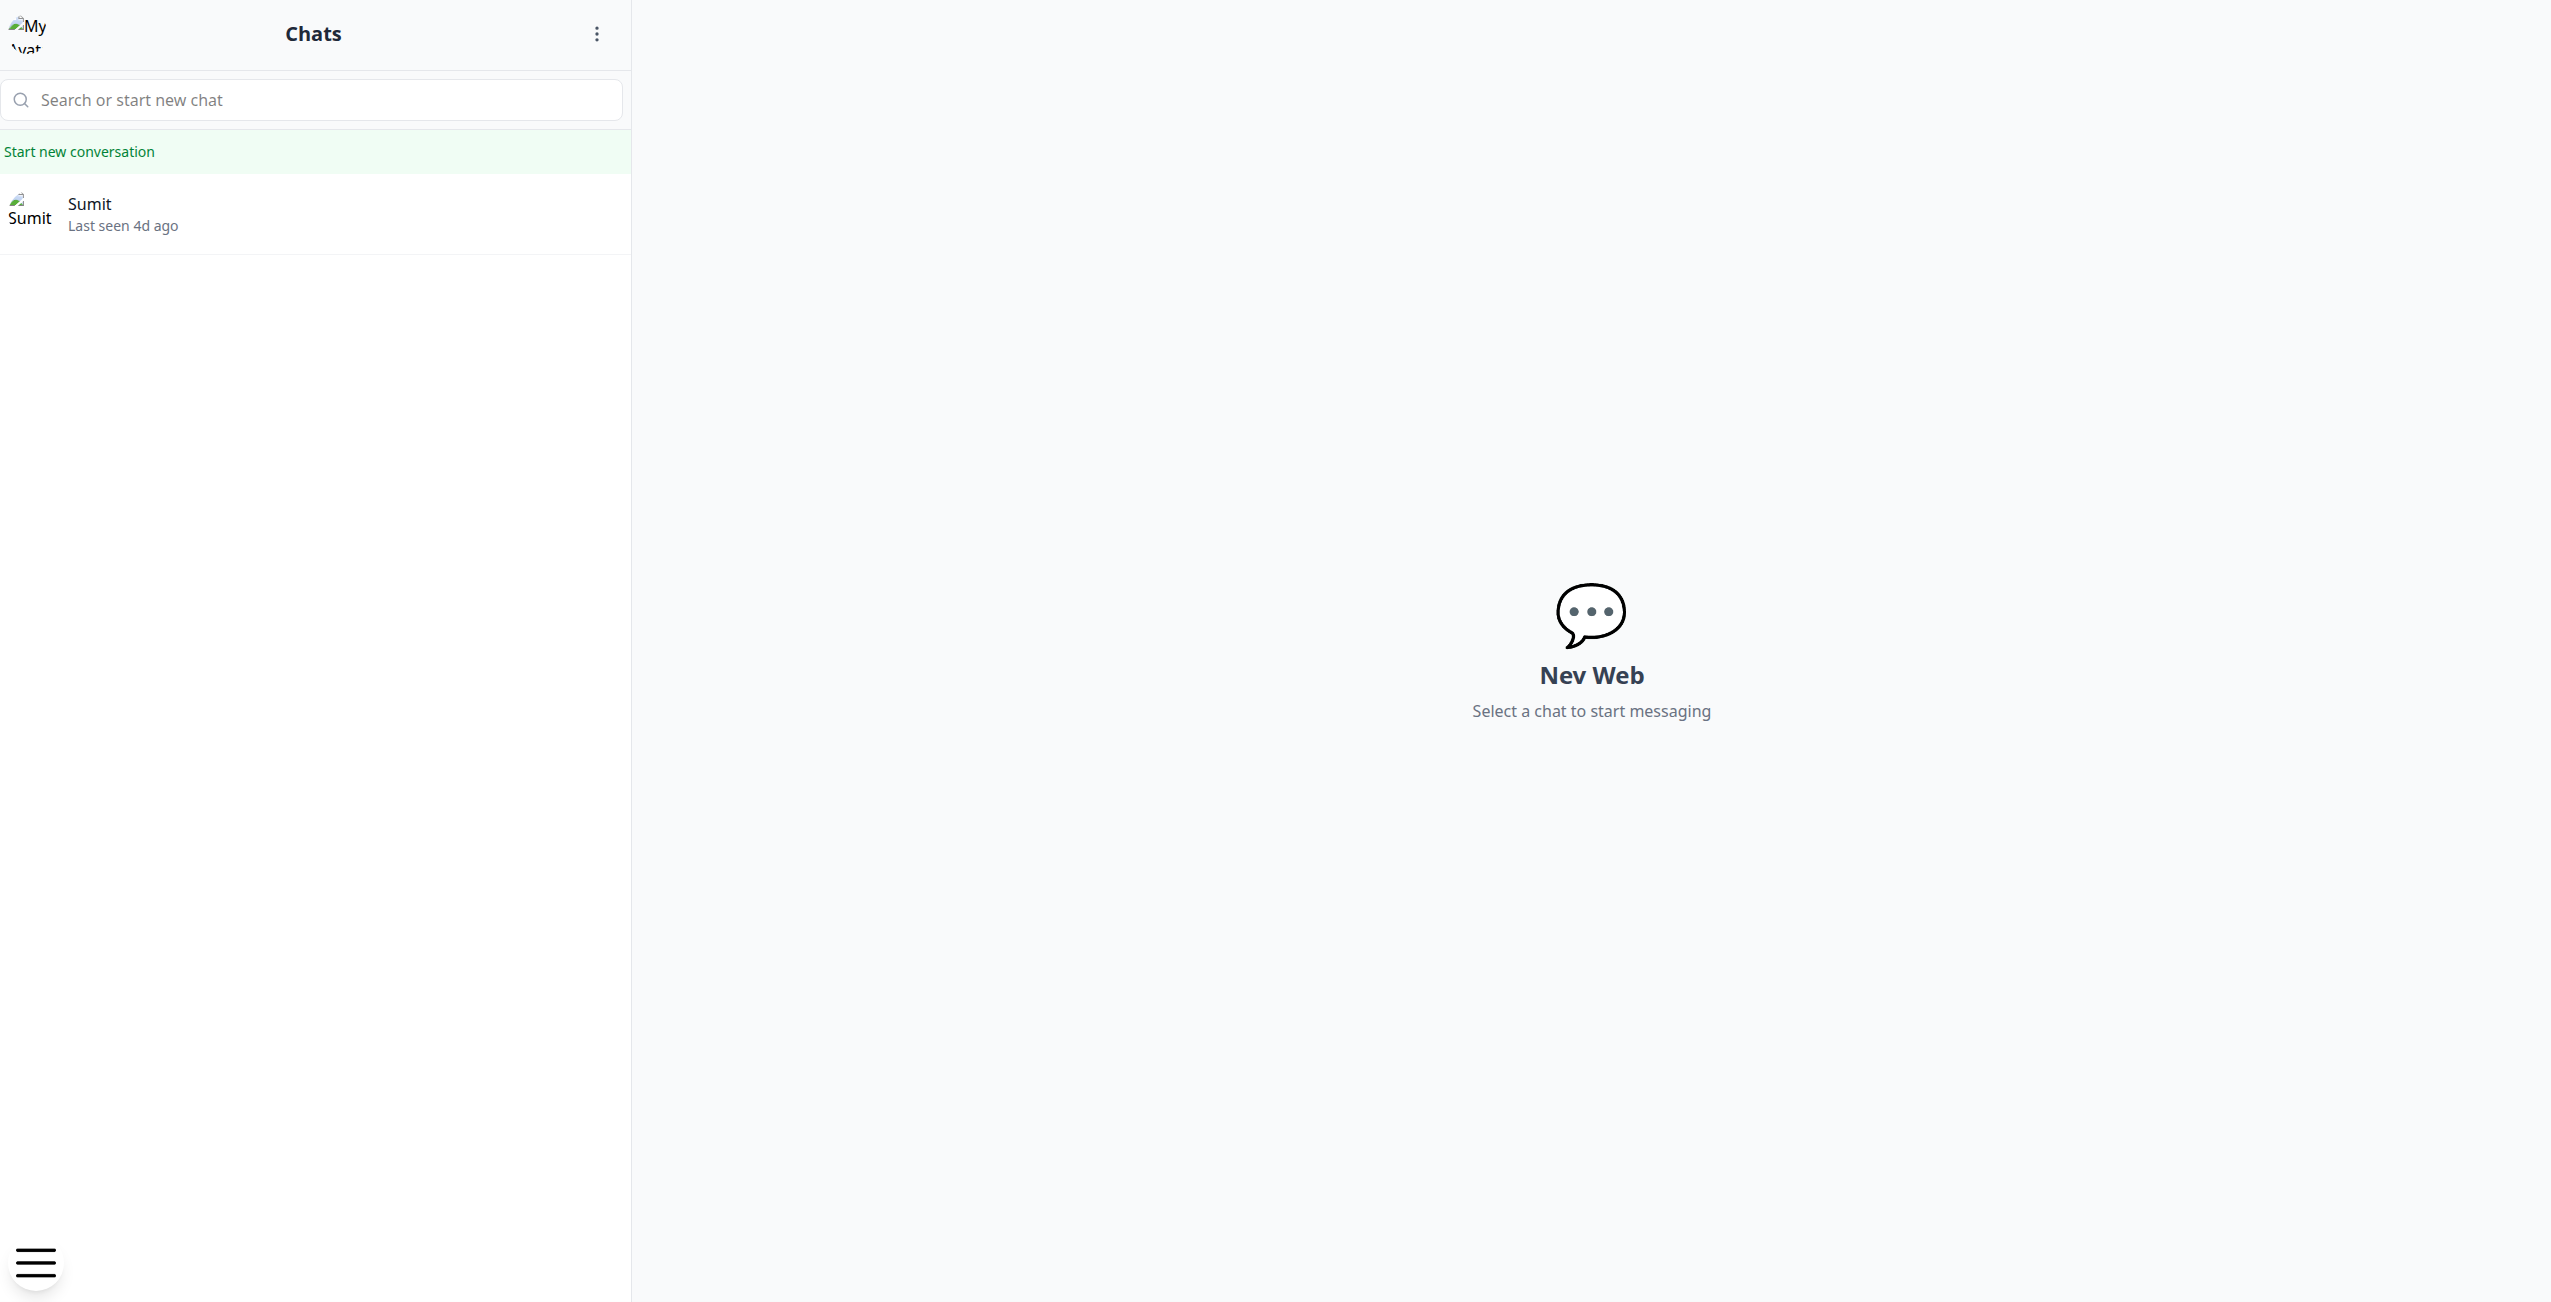 My
Avat
Chats
Search or start new chat
Start new conversation
Sumit
Sumit
Last seen 4d ago
Nev Web
Select a chat to start messaging